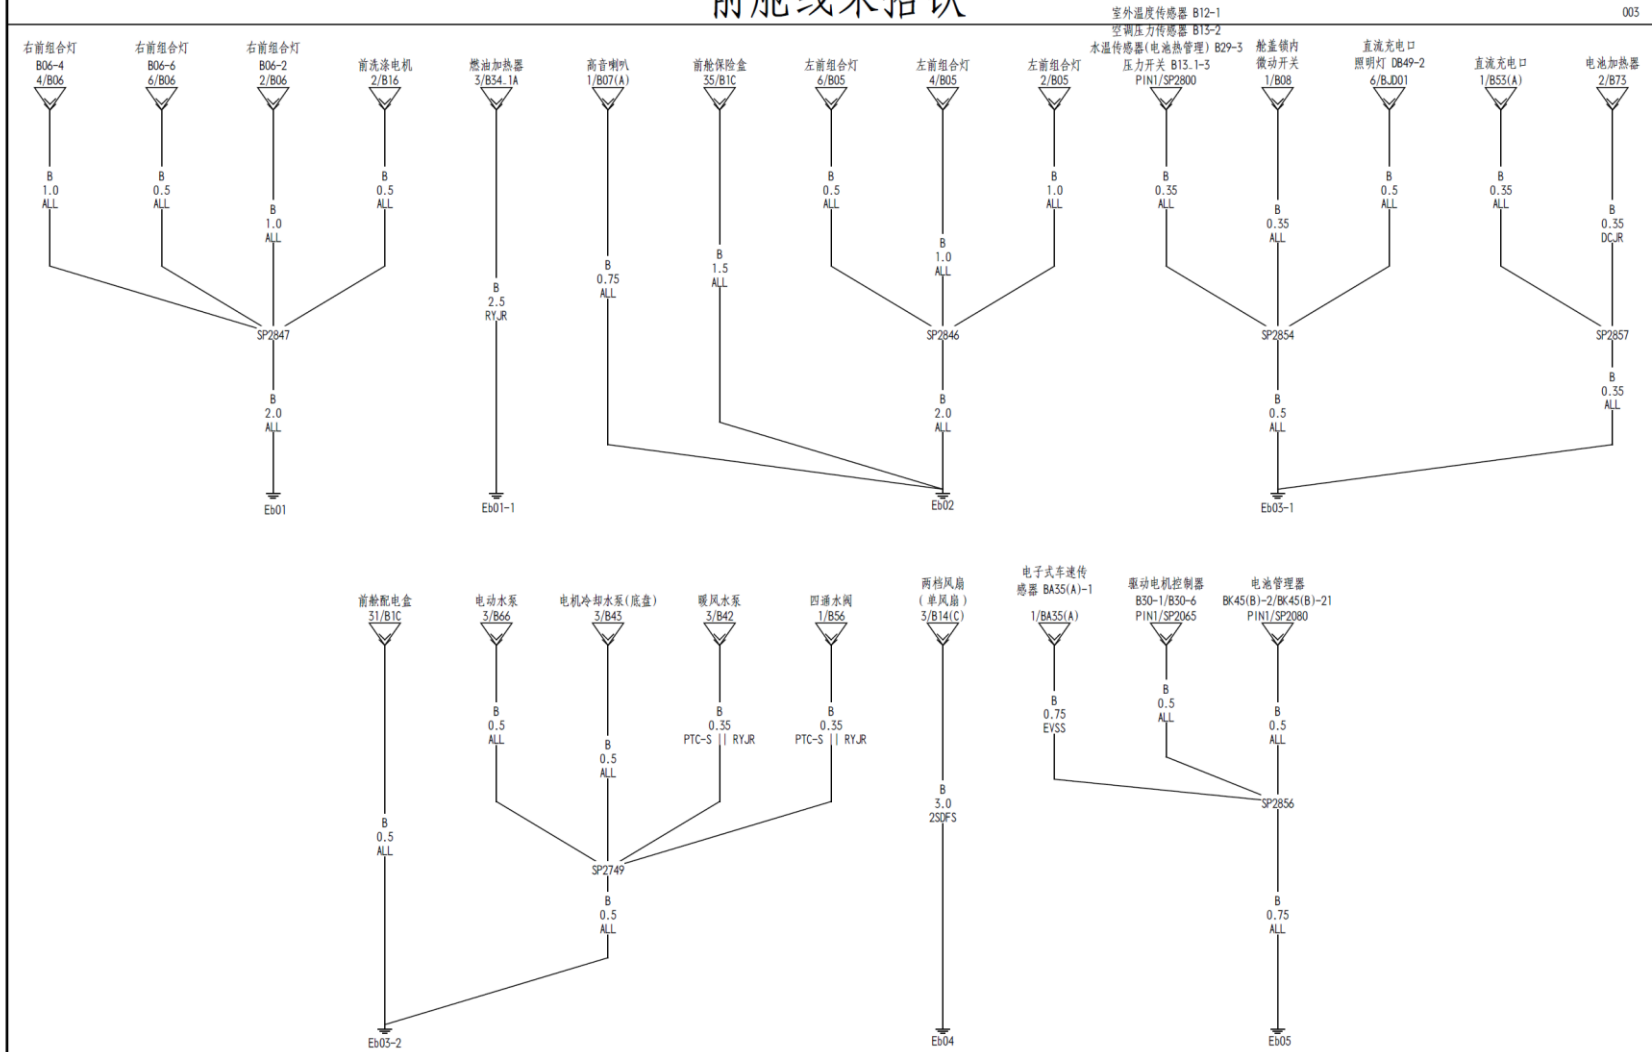 前舱线束搭铁
003
右前组合灯
B06-4
4/B06
右前组合灯
B06-6
6/B06
右前组合灯
B06-2
2/B06
前洗涤电机
2/B16
燃油加热器
3/B34.1A
高音喇叭
1/B07(A)
前舱保险盒
35/B1C
左前组合灯
6/B05
左前组合灯
4/B05
左前组合灯
2/B05
室外温度传感器 B12-1
空调压力传感器 B13-2
水温传感器(电池热管理) B29-3
压力开关 B13.1-3
PIN1/SP2800
舱盖锁内
微动开关
1/B08
直流充电口
照明灯 DB49-2
6/BJD01
直流充电口
1/B53(A)
电池加热器
2/B73
B
1.0
ALL
B
0.5
ALL
B
1.0
ALL
B
0.5
ALL
B
2.5
RYJR
B
0.75
ALL
B
1.5
ALL
B
0.5
ALL
B
1.0
ALL
B
1.0
ALL
B
0.35
ALL
B
0.35
ALL
B
0.5
ALL
B
0.35
ALL
B
0.35
DCJR
SP2847
SP2846
SP2854
SP2857
B
2.0
ALL
B
2.0
ALL
B
0.5
ALL
B
0.35
ALL
Eb01
Eb01-1
Eb02
Eb03-1
前舱配电盒
31/B1C
电动水泵
3/B66
电机冷却水泵(底盘)
3/B43
暖风水泵
3/B42
四通水阀
1/B56
两档风扇
(单风扇)
3/B14(C)
电子式车速传
感器 BA35(A)-1
1/BA35(A)
驱动电机控制器
B30-1/B30-6
PIN1/SP2065
电池管理器
BK45(B)-2/BK45(B)-21
PIN1/SP2080
B
0.5
ALL
B
0.5
ALL
B
0.5
ALL
B
0.35
PTC-S || RYJR
B
0.35
PTC-S || RYJR
B
3.0
2SDFS
B
0.75
EVSS
B
0.5
ALL
B
0.5
ALL
SP2749
SP2856
B
0.5
ALL
B
0.75
ALL
Eb03-2
Eb04
Eb05